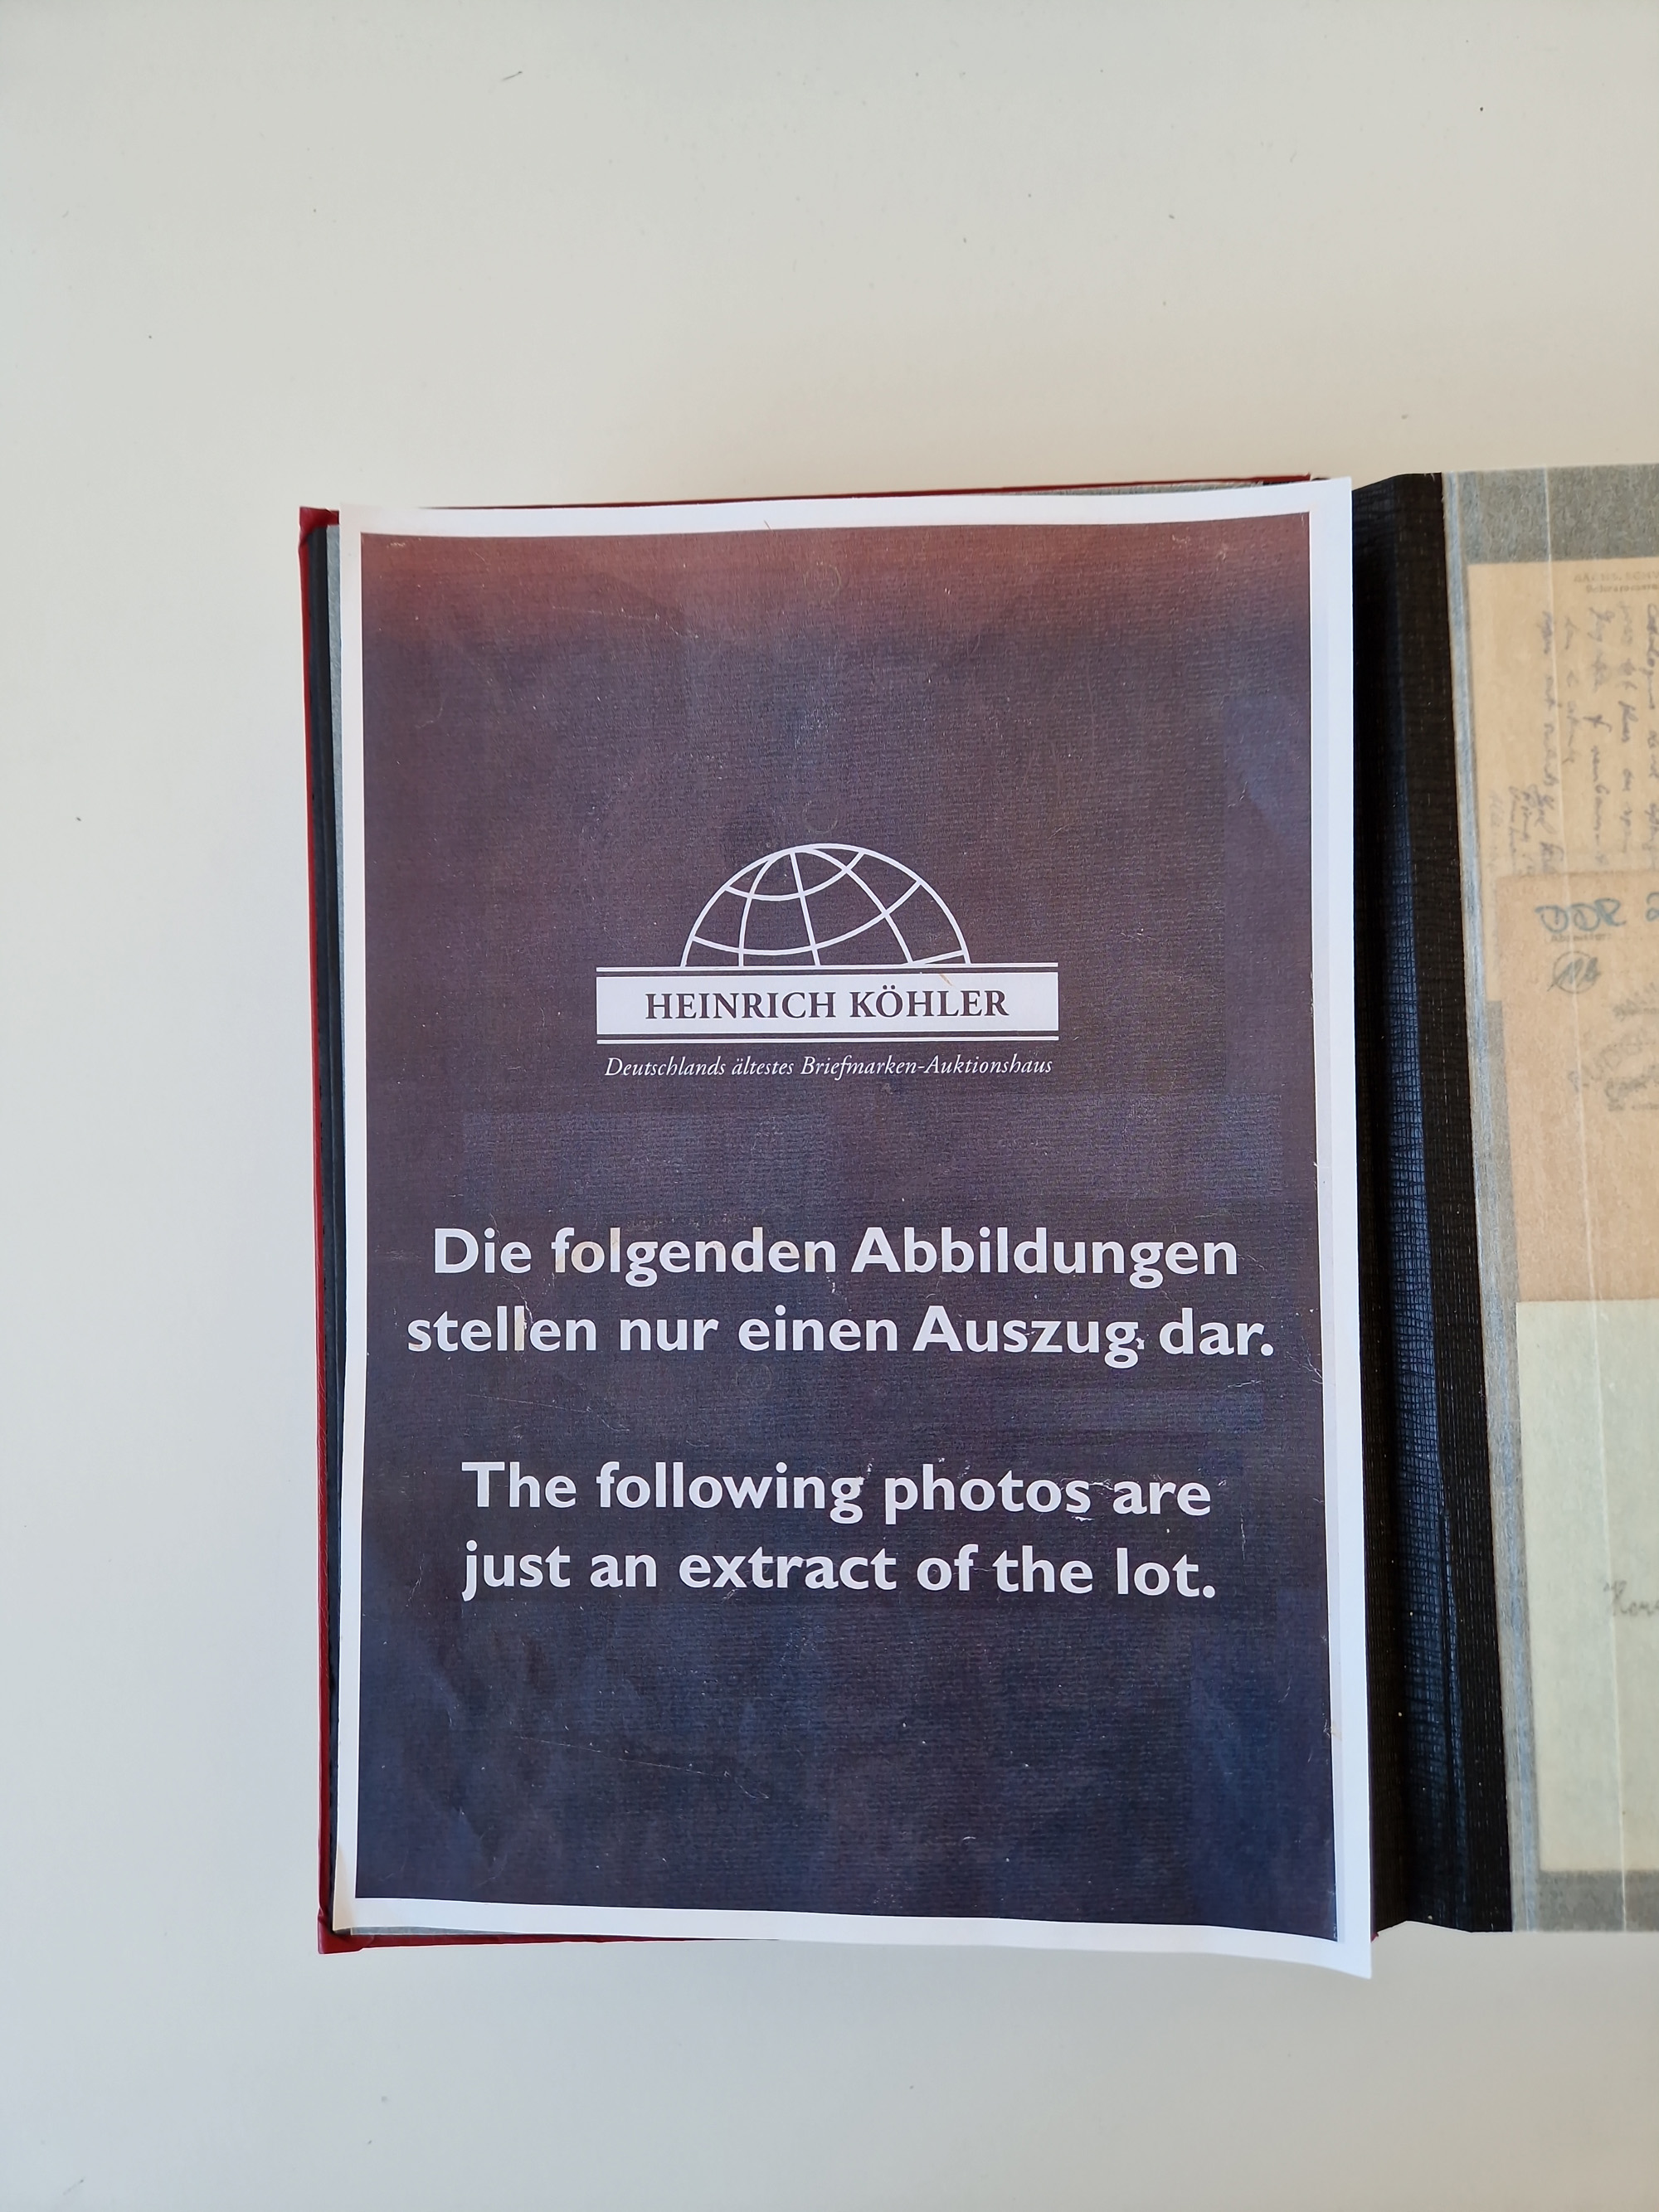 HEINRICH KÖHLER
Deutschlands ältestes Briefmarken-Auktionshaus
Die folgenden Abbildungen
stellen nur einen Auszug dar.
The following photos are
just an extract of the lot.